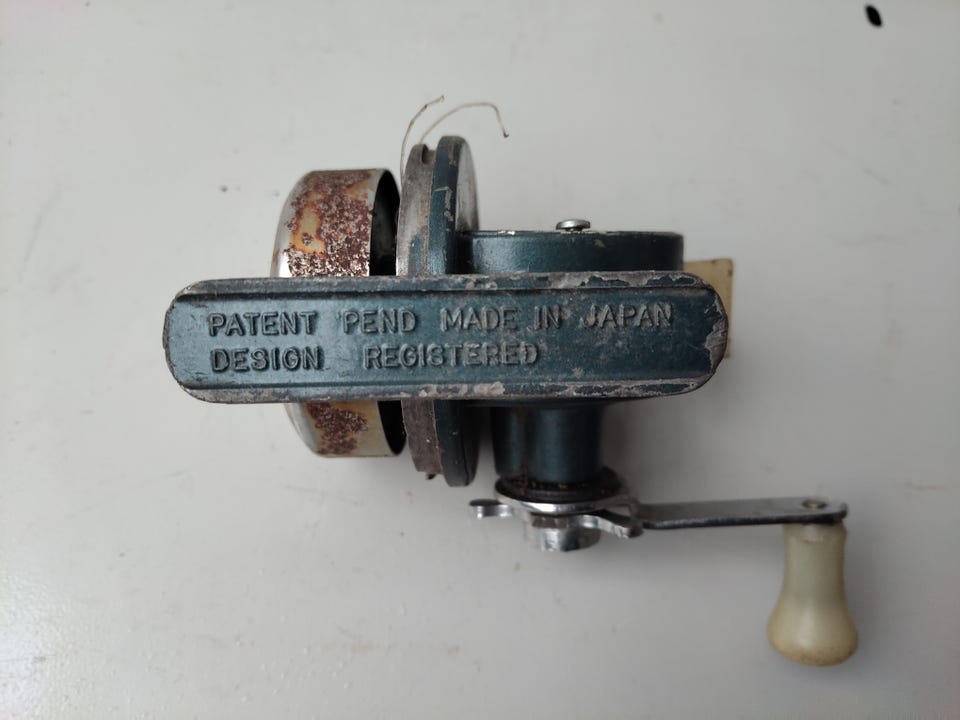 PATENT PEND MADE IN JAPAN
DESIGN REGISTERED